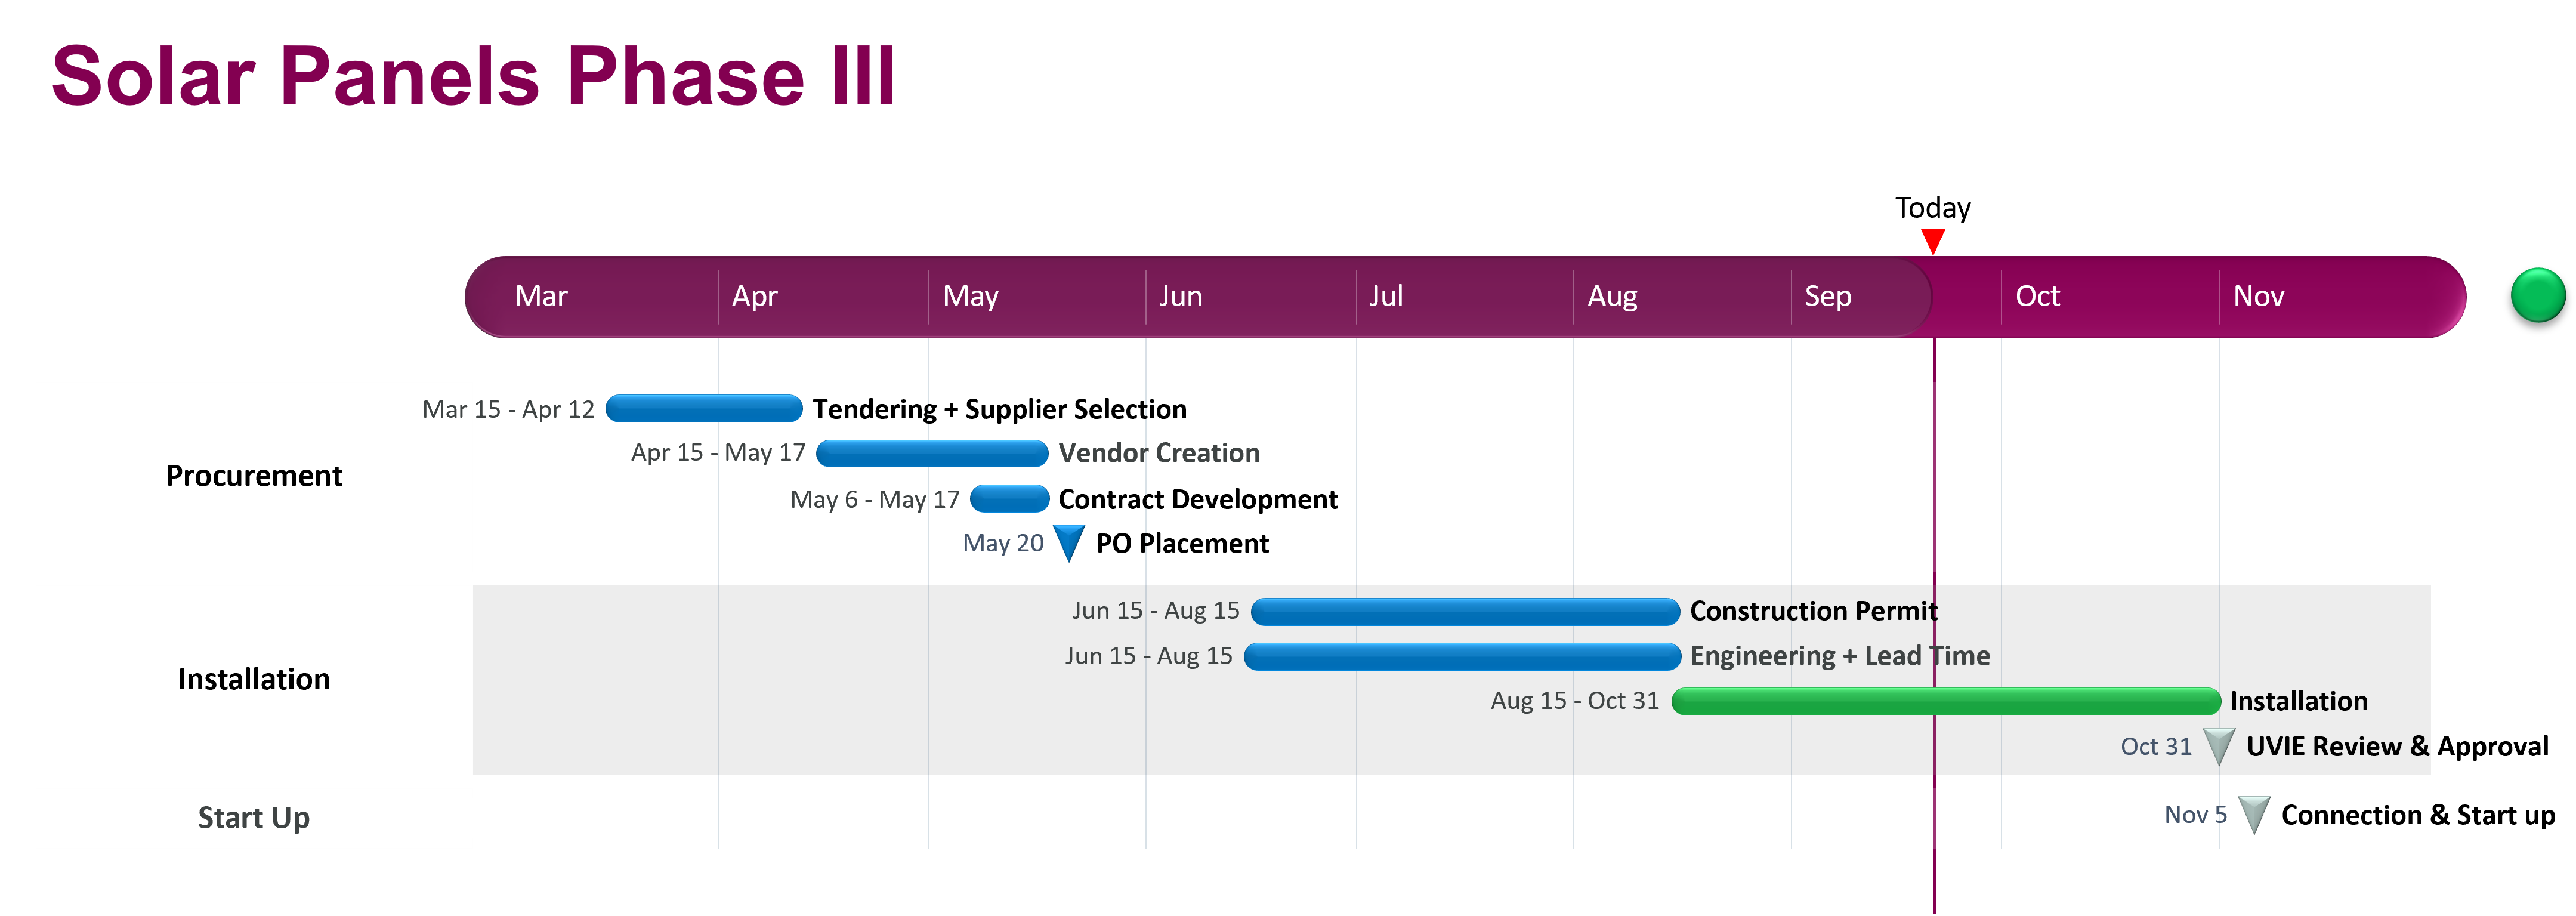 Solar Panels Phase III
Today
Mar Apr May Jun Jul Aug Sep Oct Nov
Procurement
Mar 15 - Apr 12 Tendering + Supplier Selection
Apr 15 - May 17 Vendor Creation
May 6 - May 17 Contract Development
May 20 PO Placement
Installation
Jun 15 - Aug 15 Construction Permit
Jun 15 - Aug 15 Engineering + Lead Time
Aug 15 - Oct 31 Installation
Oct 31 UVIE Review & Approval
Start Up
Nov 5 Connection & Start up